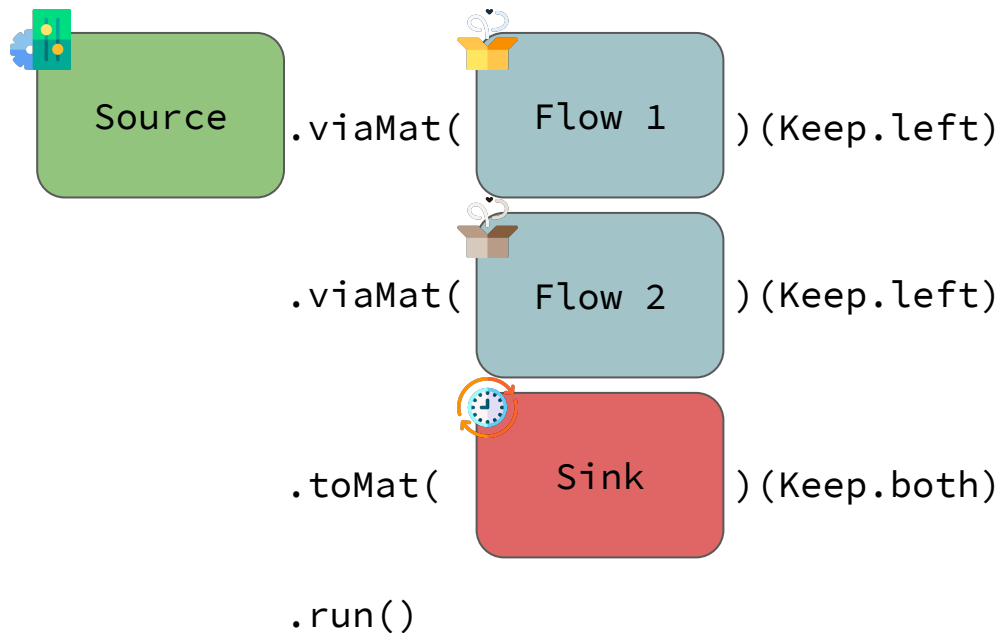 Source .viaMat( Flow 1 )(Keep.left)
.viaMat( Flow 2 )(Keep.left)
.toMat( Sink )(Keep.both)
.run()